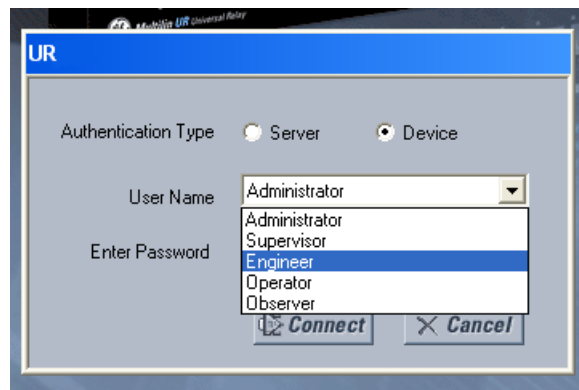 Multilin UR Universal Relay
UR
Authentication Type Server Device
User Name Administrator
Administrator
Supervisor
Enter Password
Engineer
Operator
Observer
Connect Cancel